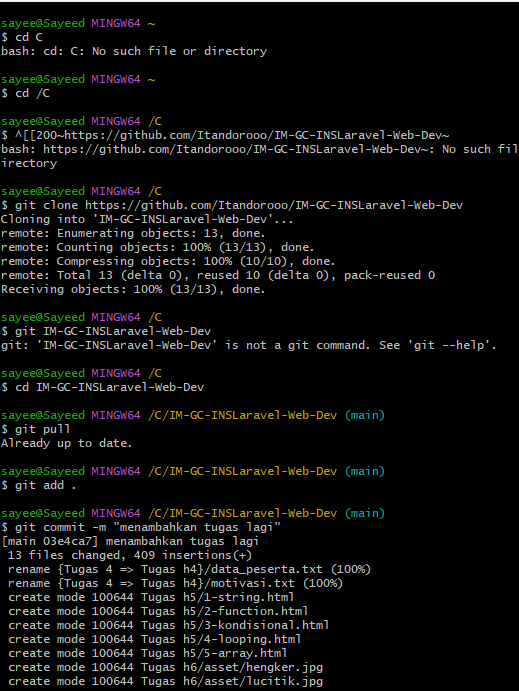 sayee@Sayeed MINGW64 ~
$ cd C
bash: cd: C: No such file or directory
sayee@Sayeed MINGW64 ~
$ cd /C
sayee@Sayeed MINGW64 /C
$ ^[[200~https://github.com/Itandorooo/IM-GC-INSLaravel-Web-Dev~
bash: https://github.com/Itandorooo/IM-GC-INSLaravel-Web-Dev~: No such fil
irectory
sayee@Sayeed MINGW64 /C
$ git clone https://github.com/Itandorooo/IM-GC-INSLaravel-Web-Dev
Cloning into 'IM-GC-INSLaravel-Web-Dev'...
remote: Enumerating objects: 13, done.
remote: Counting objects: 100% (13/13), done.
remote: Compressing objects: 100% (10/10), done.
remote: Total 13 (delta 0), reused 10 (delta 0), pack-reused 0
Receiving objects: 100% (13/13), done.
sayee@Sayeed MINGW64 /C
$ git IM-GC-INSLaravel-Web-Dev
git: 'IM-GC-INSLaravel-Web-Dev' is not a git command. See 'git --help'.
sayee@Sayeed MINGW64 /C
$ cd IM-GC-INSLaravel-Web-Dev
sayee@Sayeed MINGW64 /C/IM-GC-INSLaravel-Web-Dev (main)
$ git pull
Already up to date.
sayee@Sayeed MINGW64 /C/IM-GC-INSLaravel-Web-Dev (main)
$ git add .
sayee@Sayeed MINGW64 /C/IM-GC-INSLaravel-Web-Dev (main)
$ git commit -m "menambahkan tugas lagi"
[main 03e4ca7] menambahkan tugas lagi
 13 files changed, 409 insertions(+)
 rename {Tugas 4 => Tugas h4}/data_peserta.txt (100%)
 rename {Tugas 4 => Tugas h4}/motivasi.txt (100%)
 create mode 100644 Tugas h5/1-string.html
 create mode 100644 Tugas h5/2-function.html
 create mode 100644 Tugas h5/3-kondisional.html
 create mode 100644 Tugas h5/4-looping.html
 create mode 100644 Tugas h5/5-array.html
 create mode 100644 Tugas h6/asset/hengker.jpg
 create mode 100644 Tugas h6/asset/lucitik.jpg